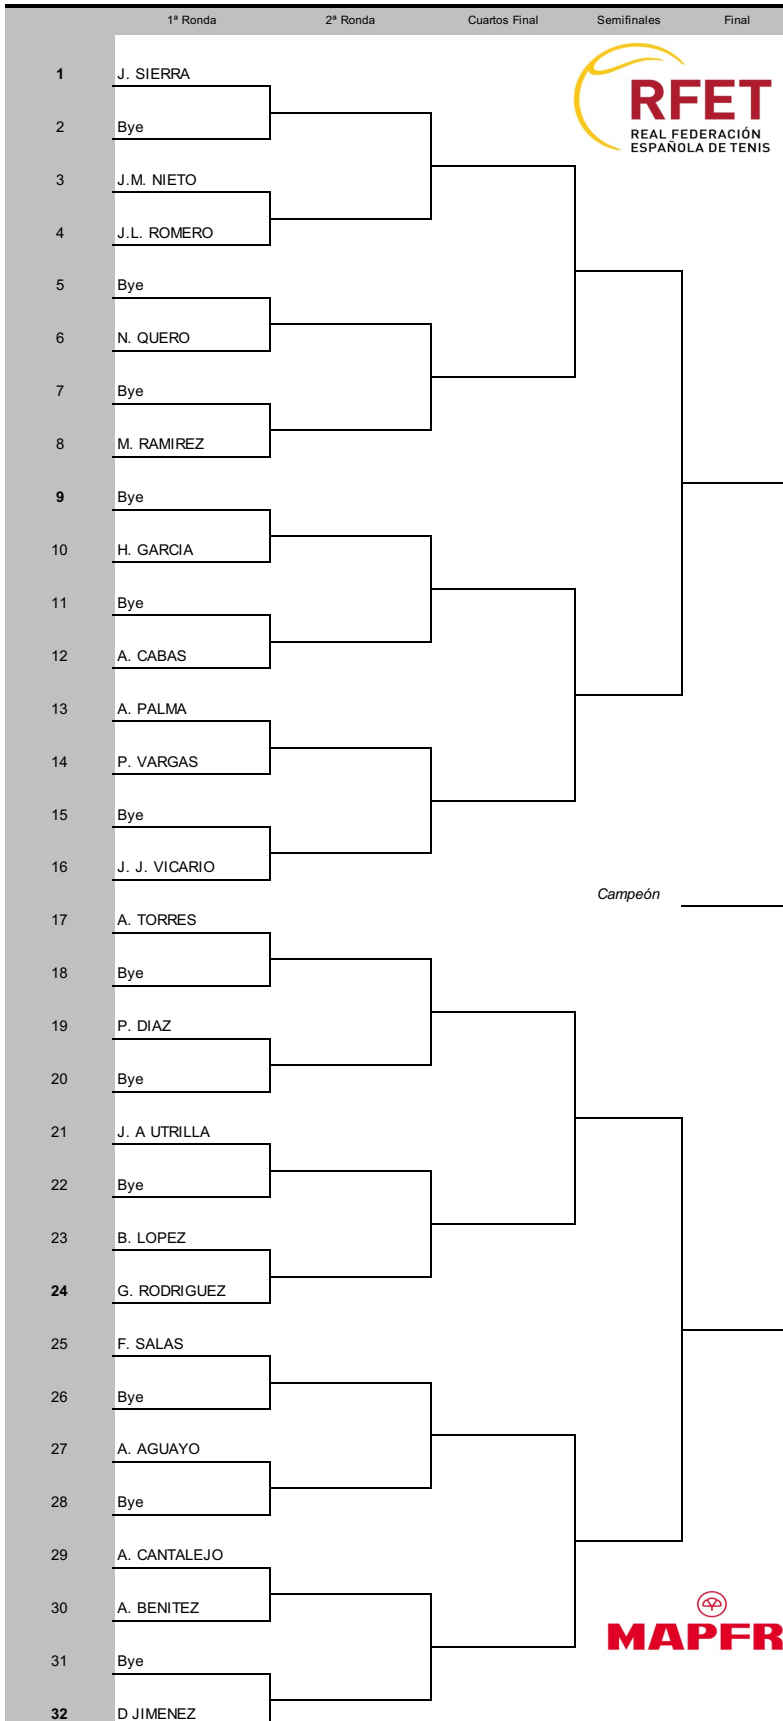 1ª Ronda 2ª Ronda Cuartos Final Semifinales Final
RFET
REAL FEDERACIÓN
ESPAÑOLA DE TENIS
1 J. SIERRA
2 Bye
3 J.M. NIETO
4 J.L. ROMERO
5 Bye
6 N. QUERO
7 Bye
8 M. RAMIREZ
9 Bye
10 H. GARCIA
11 Bye
12 A. CABAS
13 A. PALMA
14 P. VARGAS
15 Bye
16 J. J. VICARIO
Campeón
17 A. TORRES
18 Bye
19 P. DIAZ
20 Bye
21 J. A UTRILLA
22 Bye
23 B. LOPEZ
24 G. RODRIGUEZ
25 F. SALAS
26 Bye
27 A. AGUAYO
28 Bye
29 A. CANTALEJO
30 A. BENITEZ
MAPFR
31 Bye
32 D JIMENEZ